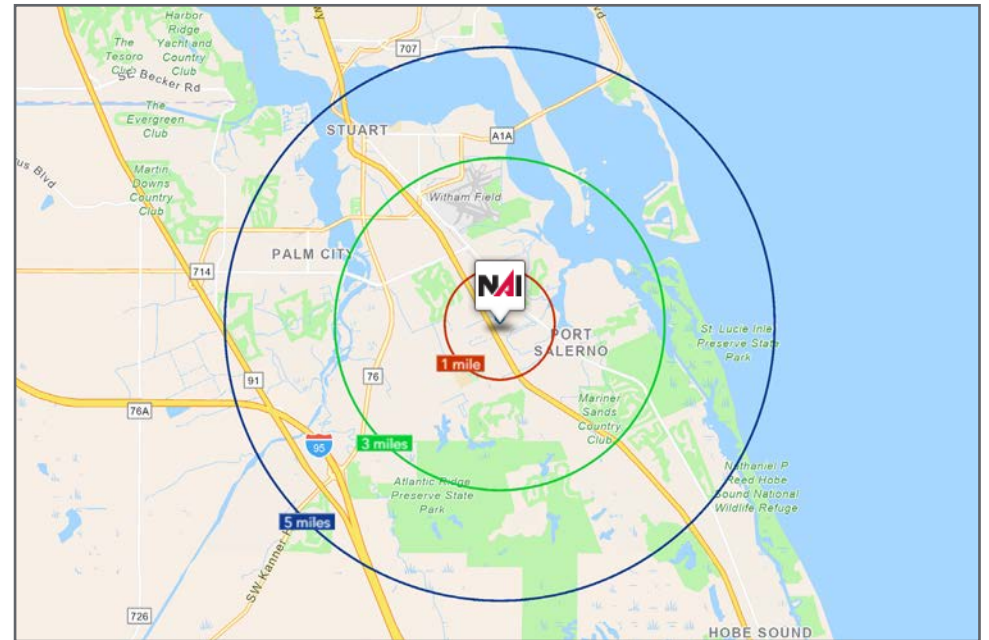 Harbor
Ridge
Yacht and
Country
Club
The
Tesoro
Club
SE Becker Rd
The
Evergreen
Club
707
STUART
A1A
Martin
Downs
Country
Club
Witham Field
PALM CITY
714
NAI
PORT
SALERNO
St. Lucie Inle
Preserve State
Park
1 mile
91
76
76A
Mariner
Sands
Country
Club
3 miles
95
Atlantic Ridge
Preserve State
Park
Nathaniel P
Reed Hobe
Sound National
Wildlife Refuge
5 miles
SW Kanner H
726
HOBE SOUND